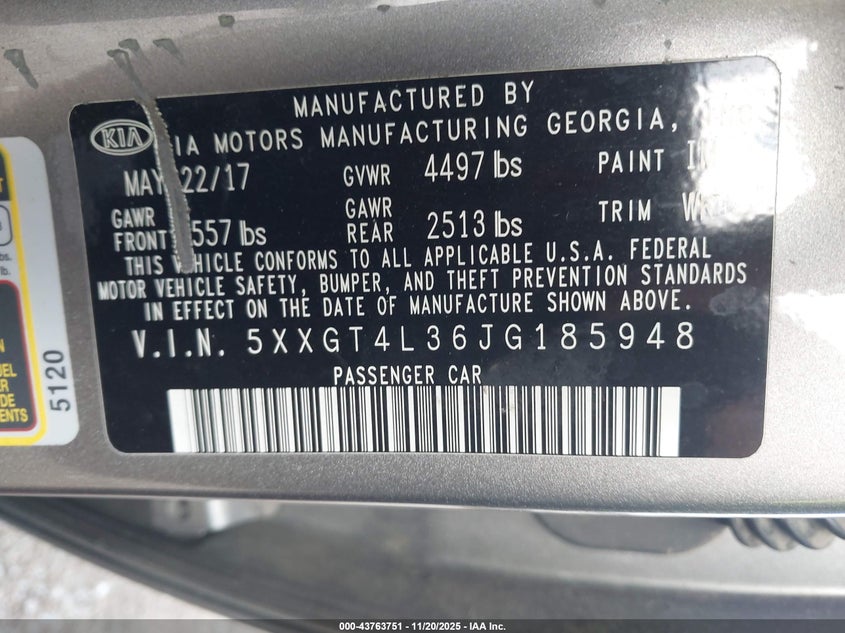 MANUFACTURED BY
KIA
IA MOTORS MANUFACTURING GEORGIA,
MAY 22/17 GVWR 4497 lbs PAINT
GAWR FRONT 557 lbs GAWR REAR 2513 lbs TRIM
THIS VEHICLE CONFORMS TO ALL APPLICABLE U.S.A. FEDERAL
MOTOR VEHICLE SAFETY, BUMPER, AND THEFT PREVENTION STANDARDS
IN EFFECT ON THE DATE OF MANUFACTURE SHOWN ABOVE.
V.I.N. 5XXGT4L36JG185948
PASSENGER CAR
5120
000-43763751 — 11/20/2025 — IAA Inc.